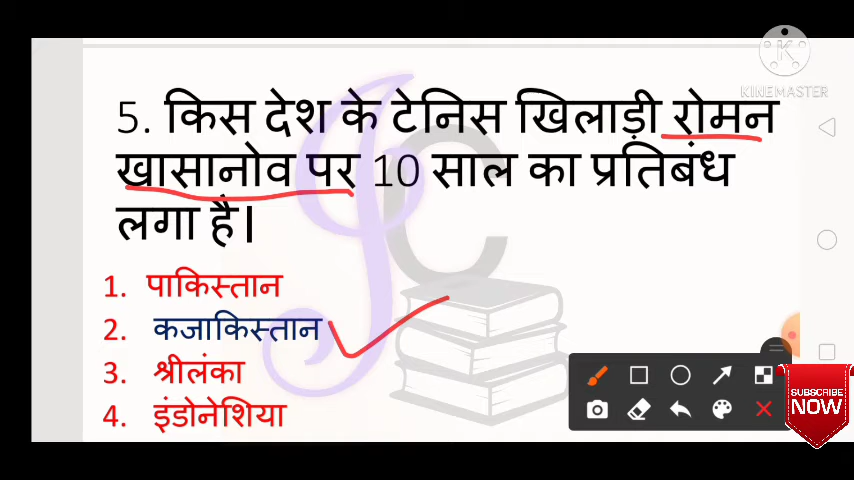 KINEMASTER
5. किस देश के टेनिस खिलाड़ी रोमन
खासानोव पर 10 साल का प्रतिबंध
लगा है।
1. पाकिस्तान
2. कजाकिस्तान
3. श्रीलंका
4. इंडोनेशिया
SUBSCRIBE
NOW